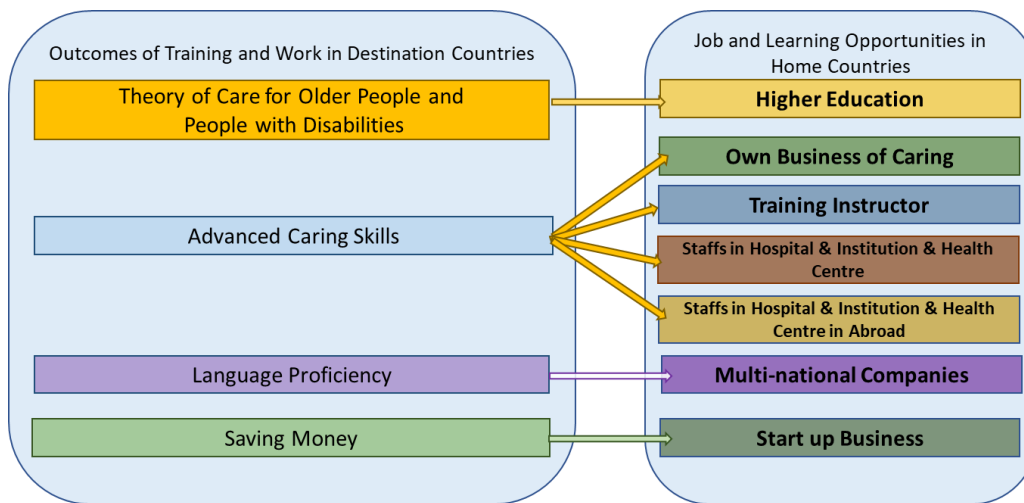 Outcomes of Training and Work in Destination Countries
Theory of Care for Older People and
People with Disabilities
Advanced Caring Skills
Language Proficiency
Saving Money
Job and Learning Opportunities in
Home Countries
Higher Education
Own Business of Caring
Training Instructor
Staffs in Hospital & Institution & Health
Centre
Staffs in Hospital & Institution & Health
Centre in Abroad
Multi-national Companies
Start up Business